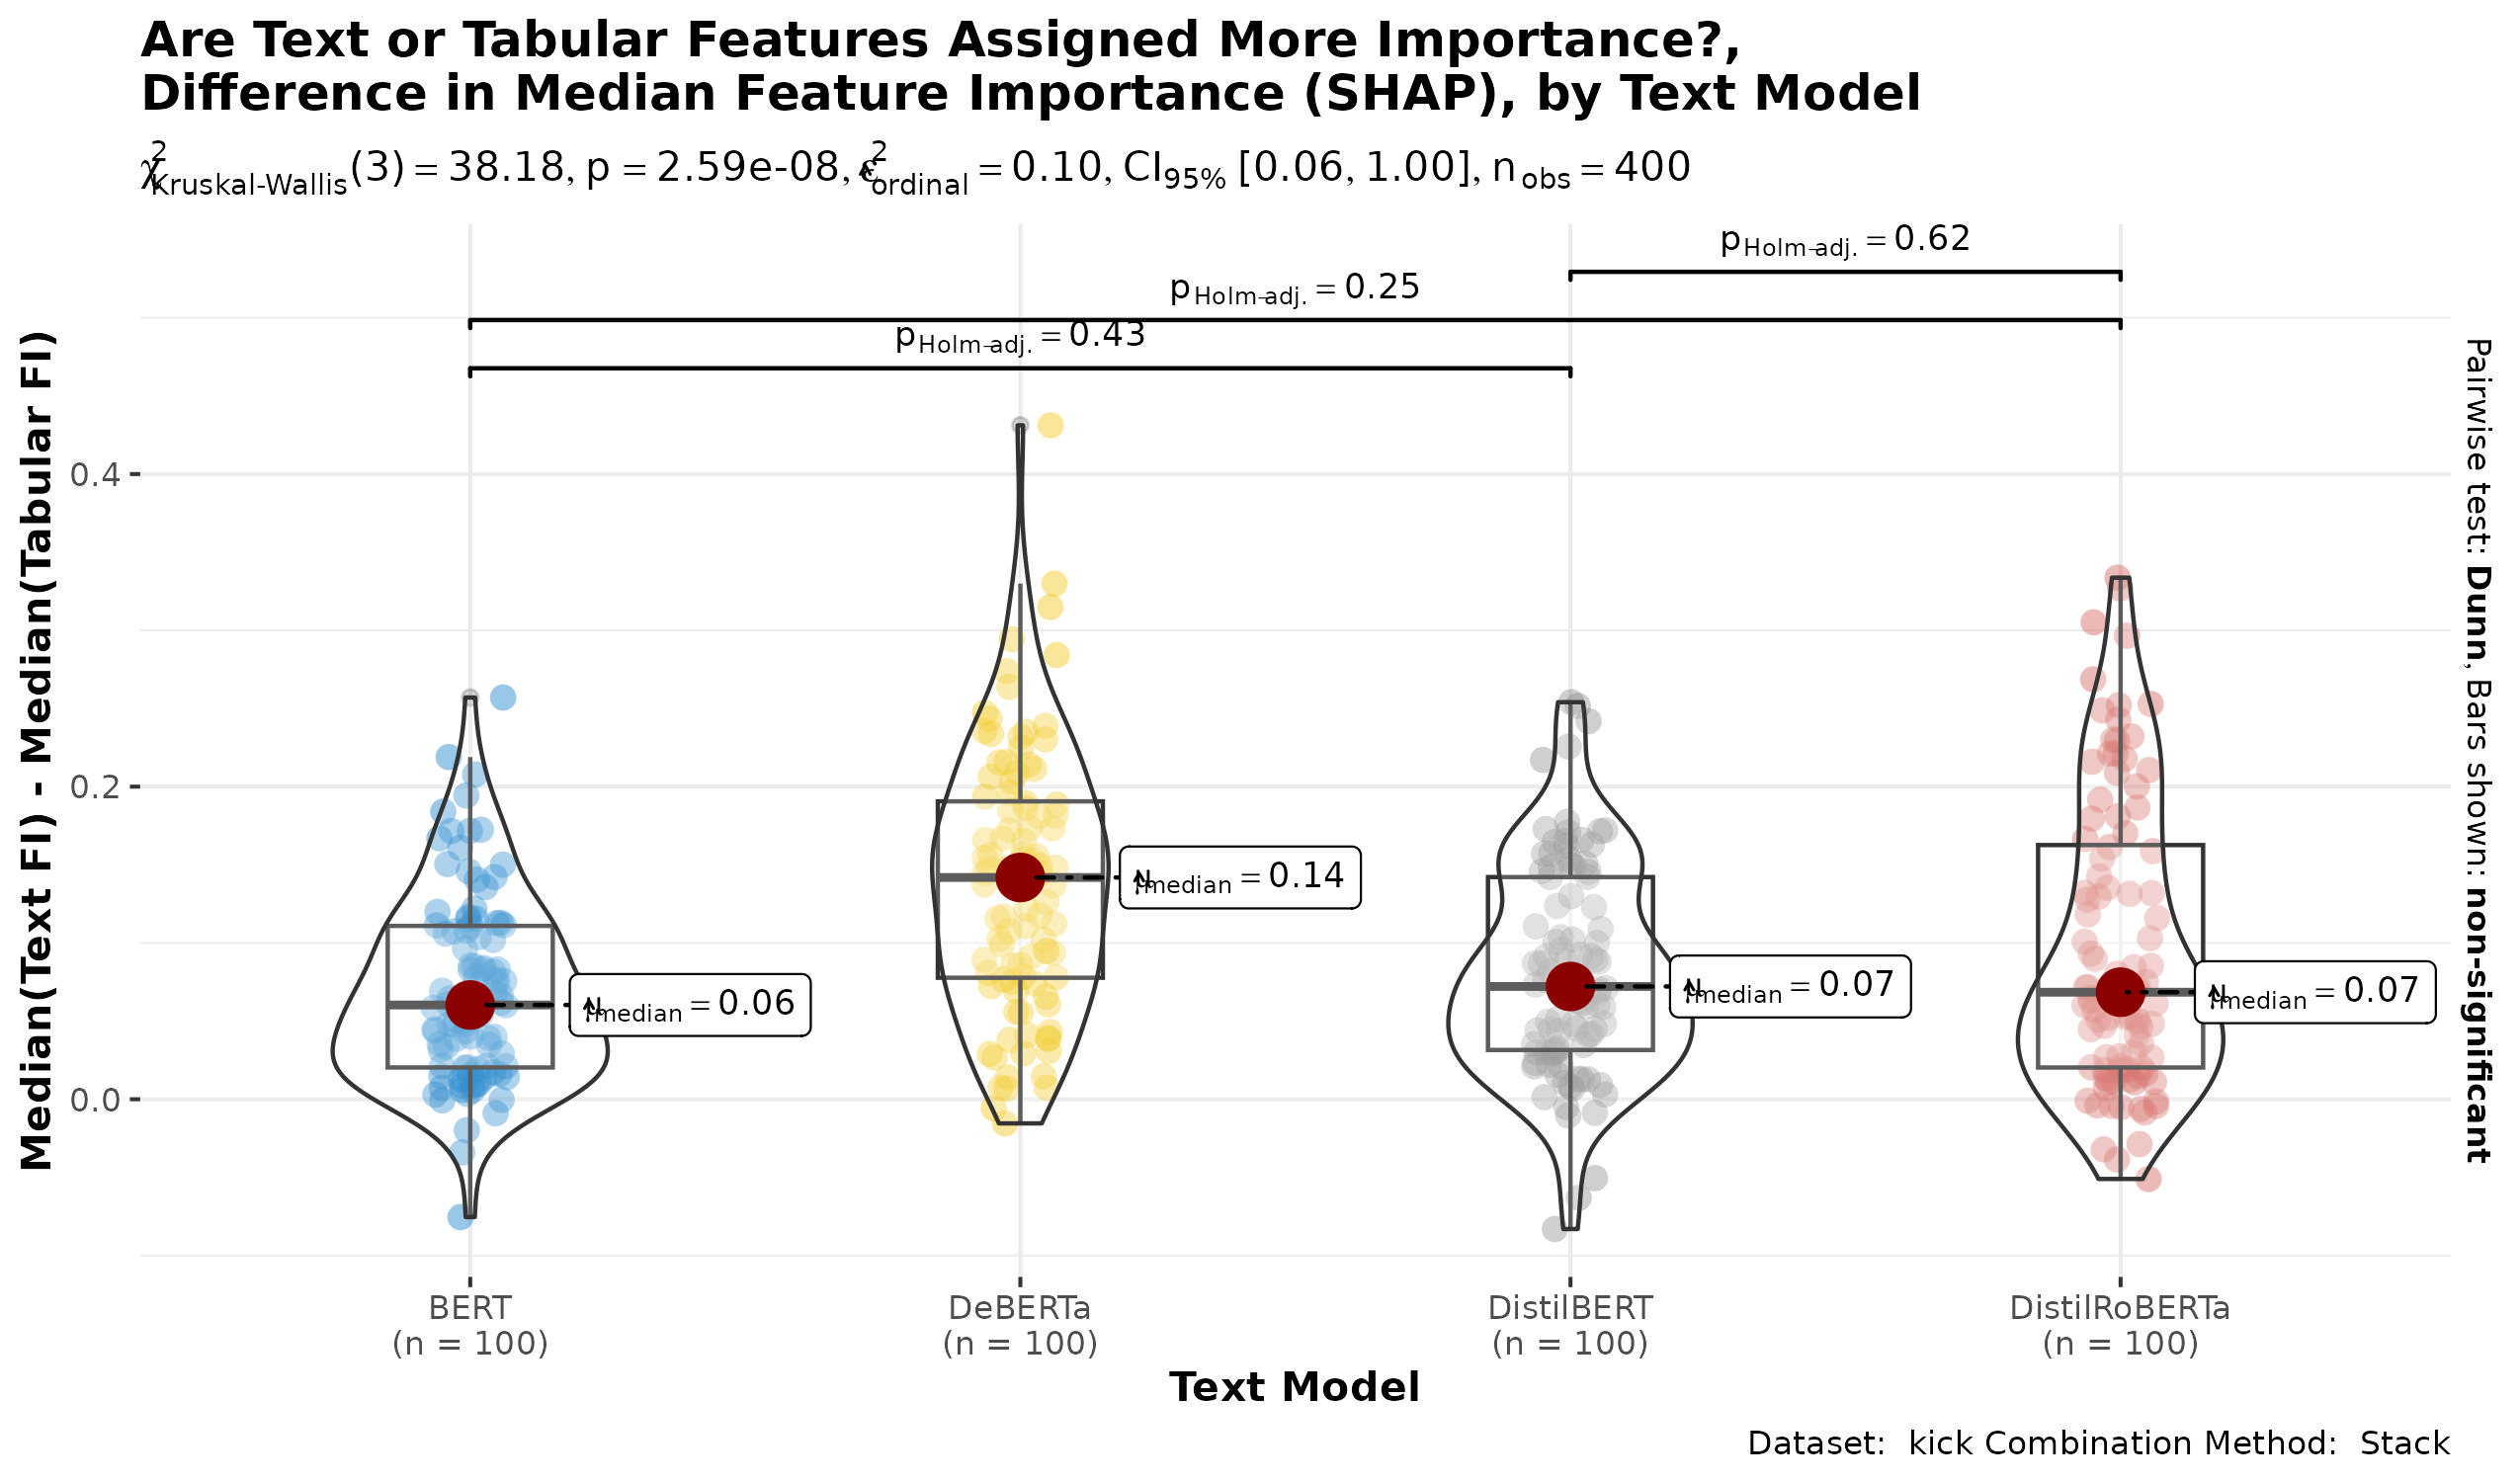 Are Text or Tabular Features Assigned More Importance?,
Difference in Median Feature Importance (SHAP), by Text Model
χ²Kruskal-Wallis(3) = 38.18, p = 2.59e-08, ε̂²ordinal = 0.10, CI95% [0.06, 1.00], nobs = 400
pHolm-adj. = 0.62
pHolm-adj. = 0.25
pHolm-adj. = 0.43
Median(Text FI) - Median(Tabular FI)
0.4
0.2
0.0
μ̂median = 0.06
μ̂median = 0.14
μ̂median = 0.07
μ̂median = 0.07
Pairwise test: Dunn, Bars shown: non-significant
BERT
(n = 100)
DeBERTa
(n = 100)
DistilBERT
(n = 100)
DistilRoBERTa
(n = 100)
Text Model
Dataset: kick Combination Method: Stack